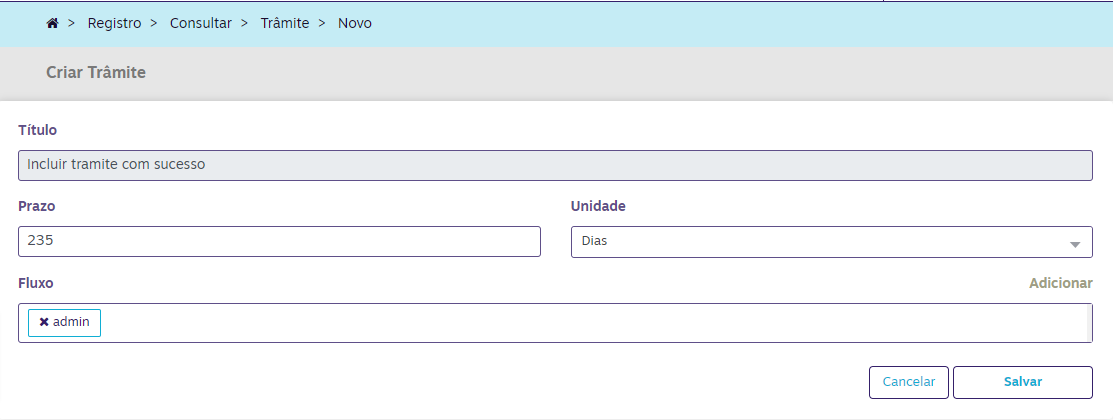 > Registro > Consultar > Trâmite > Novo
Criar Trâmite
Título
Incluir tramite com sucesso
Prazo Unidade
235 Dias
Fluxo Adicionar
✖ admin
Cancelar Salvar